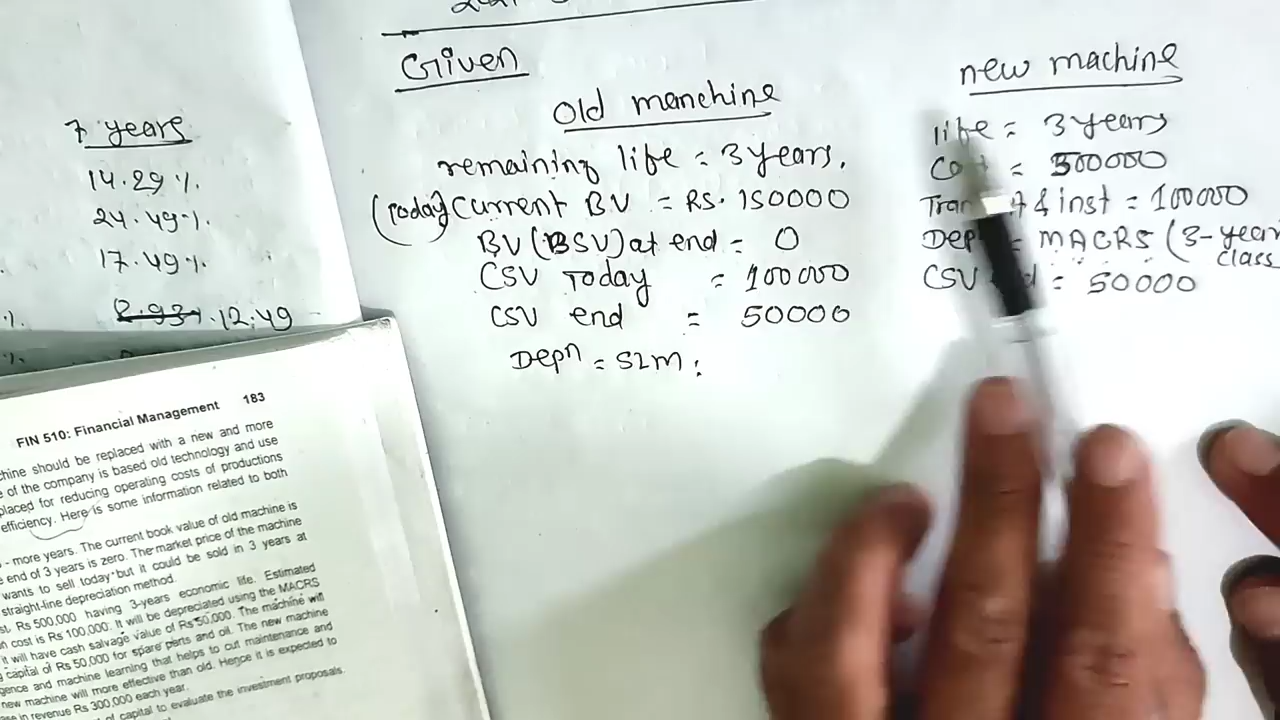 Given
7 years
14.29%.
24.49%.
17.49%.
8.93% .12.49
Old manchine
remaining life = 3 years.
(Today) Current BV = RS. 150000
BV (BSV) at end = 0
CSV Today = 100000
CSV end = 50000
Depn = SLM :
new machine
life = 3 years
= 500000
& inst = 100000
= MACRS (3-year class
CSV = 50000
FIN 510: Financial Management 183
chine should be replaced with a new and more
e of the company is based old technology and use
placed for reducing operating costs of productions
efficiency. Here is some information related to both
- more years. The current book value of old machine is
e end of 3 years is zero. The market price of the machine
wants to sell today but it could be sold in 3 years at
straight-line depreciation method.
st Rs 500,000 having 3-years economic life. Estimated
n cost is Rs 100,000. It will be depreciated using the MACRS
it will have cash salvage value of Rs 50,000. The machine will
capital of Rs 50,000 for spare parts and oil. The new machine
gence and machine learning that helps to cut maintenance and
new machine will more effective than old. Hence it is expected to
se in revenue Rs 300,000 each year.
of capital to evaluate the investment proposals.